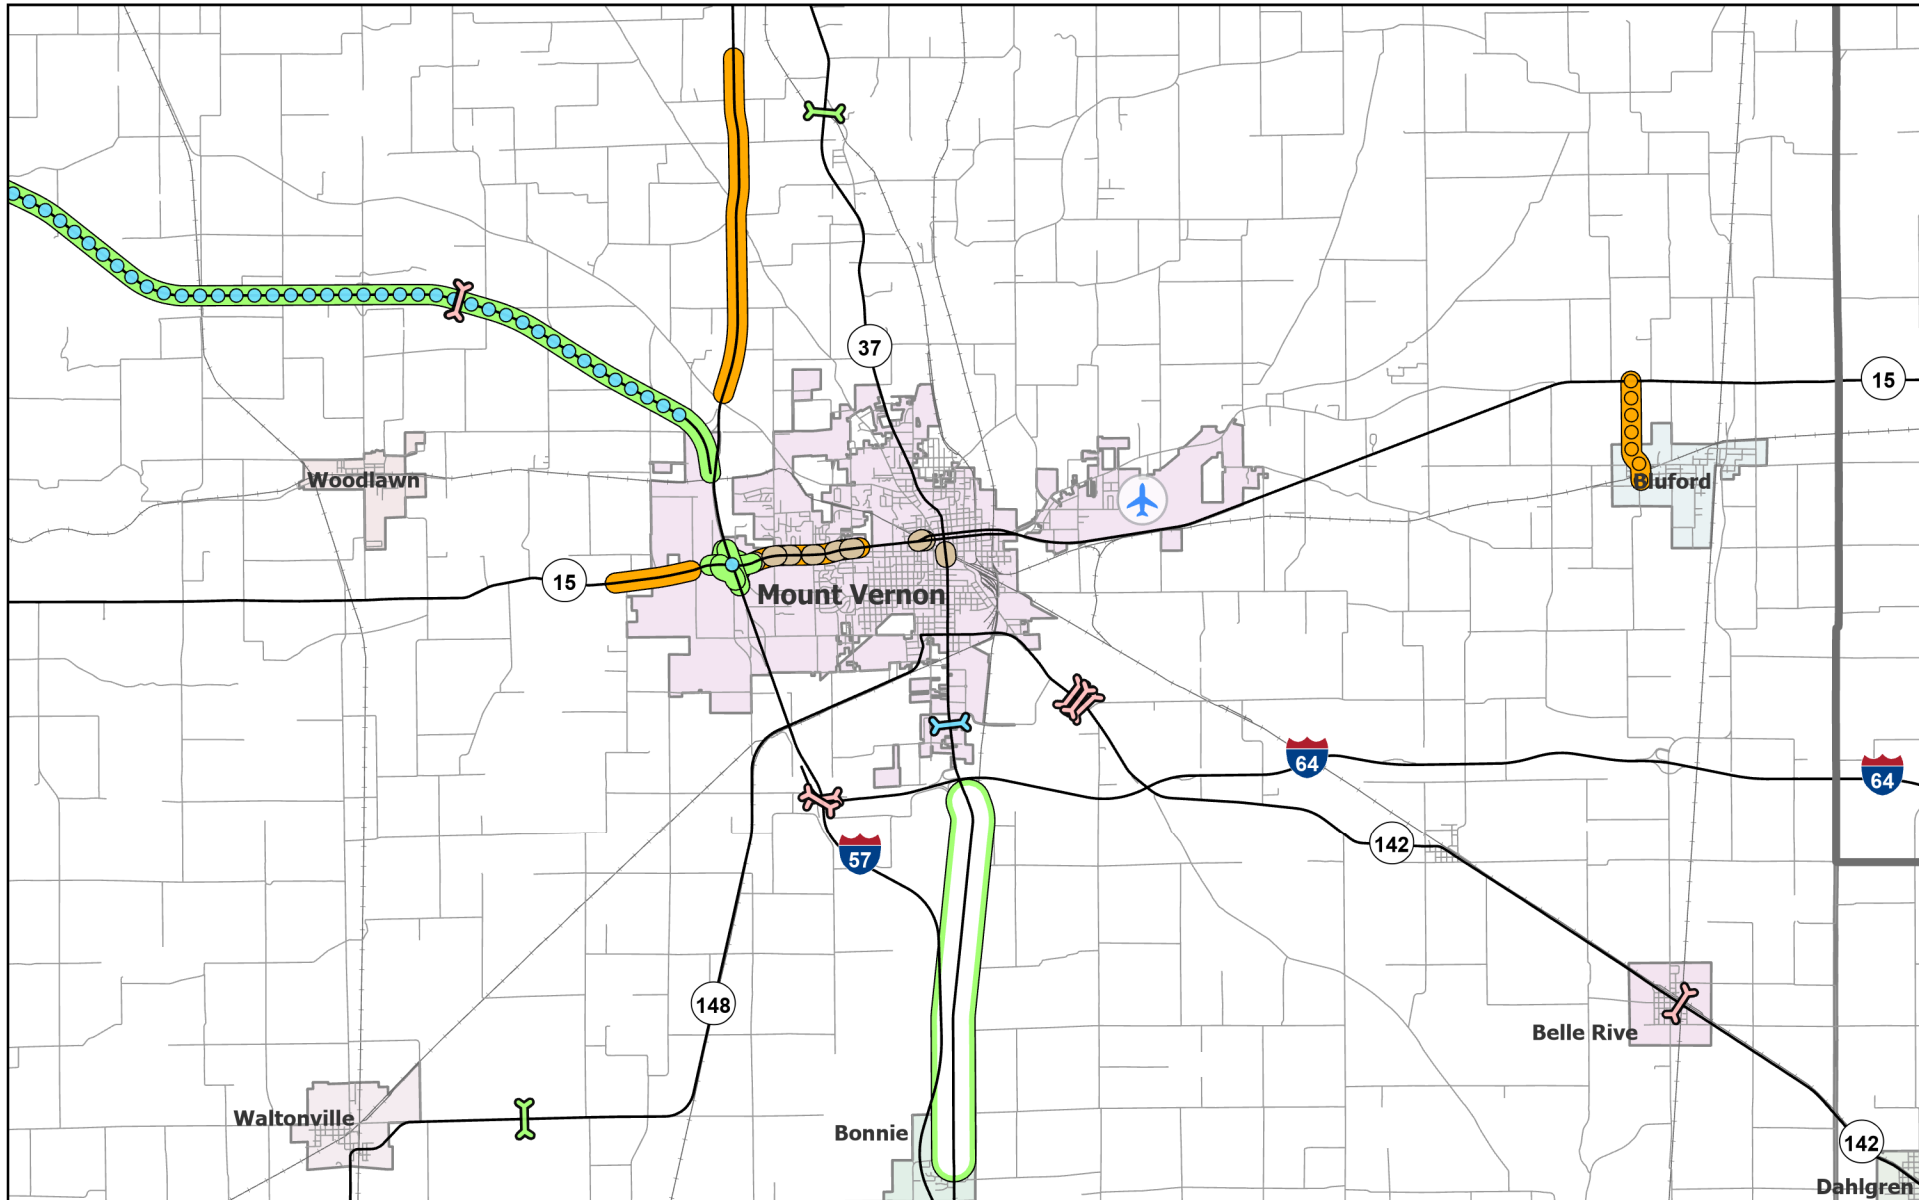 37
15
Woodlawn
Bluford
15
Mount Vernon
64
64
142
57
148
Belle Rive
Waltonville
Bonnie
142
Dahlgren